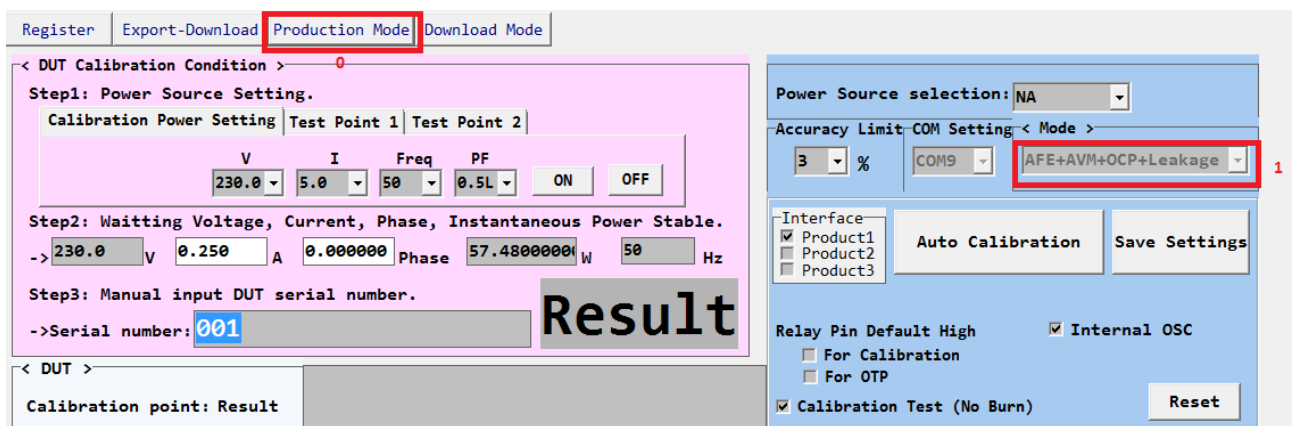 Register Export-Download Production Mode Download Mode
0
< DUT Calibration Condition >
Step1: Power Source Setting.
Calibration Power Setting Test Point 1 Test Point 2
V I Freq PF
230.0 5.0 50 0.5L ON OFF
Step2: Waitting Voltage, Current, Phase, Instantaneous Power Stable.
->230.0 V 0.250 A 0.000000 Phase 57.4800000 W 50 Hz
Step3: Manual input DUT serial number.
->Serial number: 001
Result
< DUT >
Calibration point: Result
Power Source selection: NA
Accuracy Limit COM Setting < Mode >
3 % COM9 AFE+AVM+OCP+Leakage 1
Interface
Product1
Product2
Product3
Auto Calibration Save Settings
Relay Pin Default High Internal OSC
For Calibration
For OTP
Calibration Test (No Burn) Reset